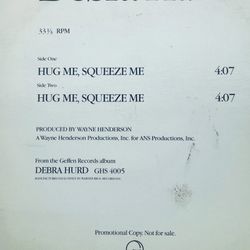 33⅓ RPM
Side One
HUG ME, SQUEEZE ME 4:07
Side Two
HUG ME, SQUEEZE ME 4:07
PRODUCED BY WAYNE HENDERSON
A Wayne Henderson Productions, Inc. for ANS Productions, Inc.
From the Geffen Records album
DEBRA HURD GHS 4005
Promotional Copy. Not for sale.